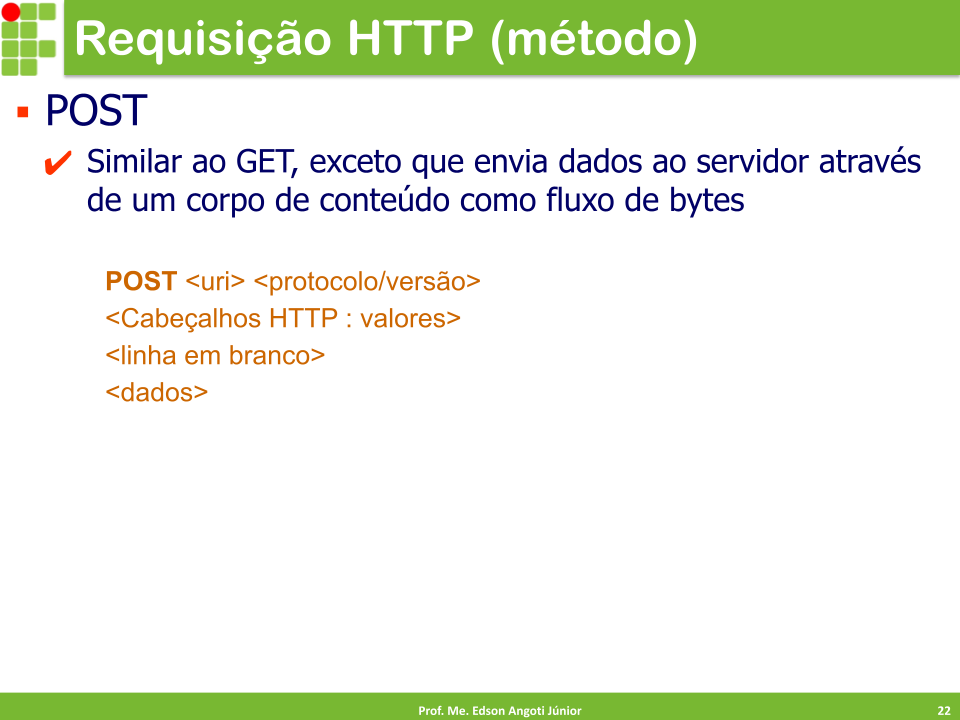 Requisição HTTP (método)
POST
Similar ao GET, exceto que envia dados ao servidor através
de um corpo de conteúdo como fluxo de bytes
POST <uri> <protocolo/versão>
<Cabeçalhos HTTP : valores>
<linha em branco>
<dados>
Prof. Me. Edson Angoti Júnior
22